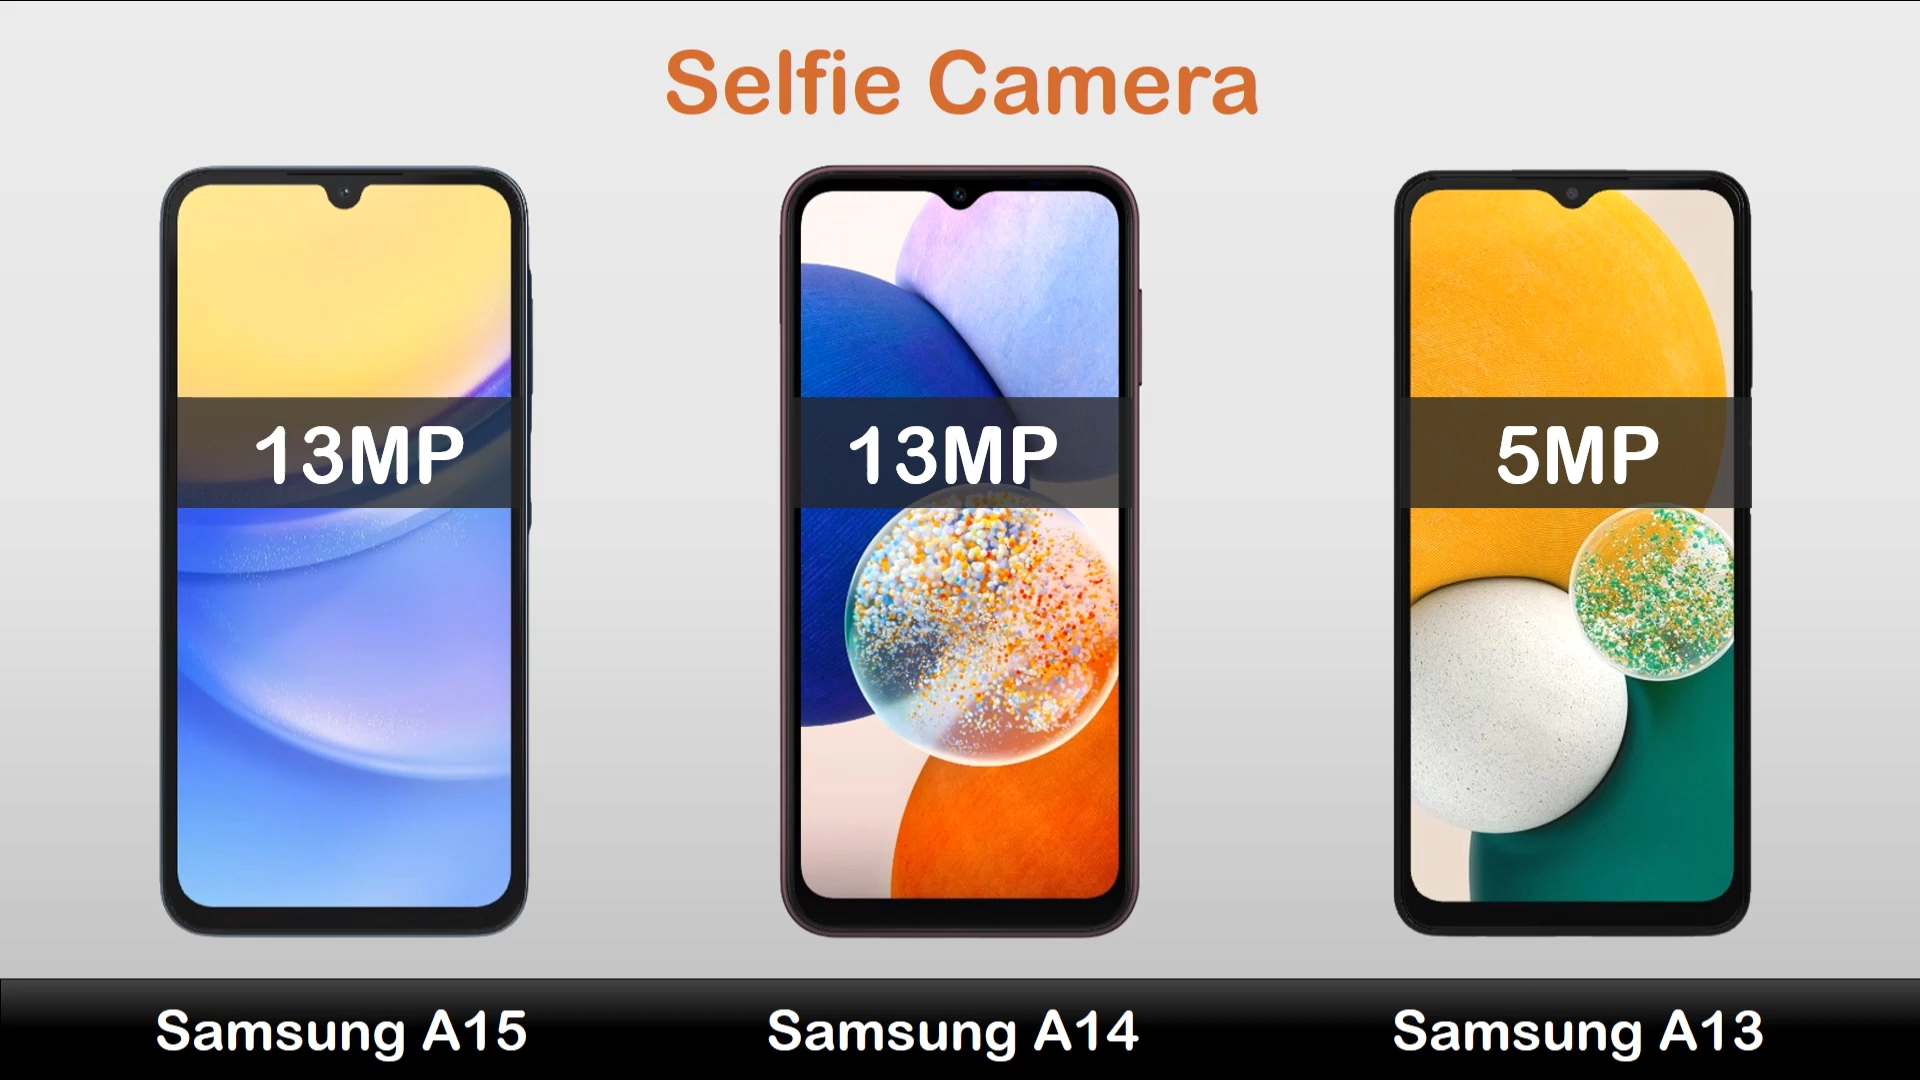 Selfie Camera
13MP
13MP
5MP
Samsung A15
Samsung A14
Samsung A13